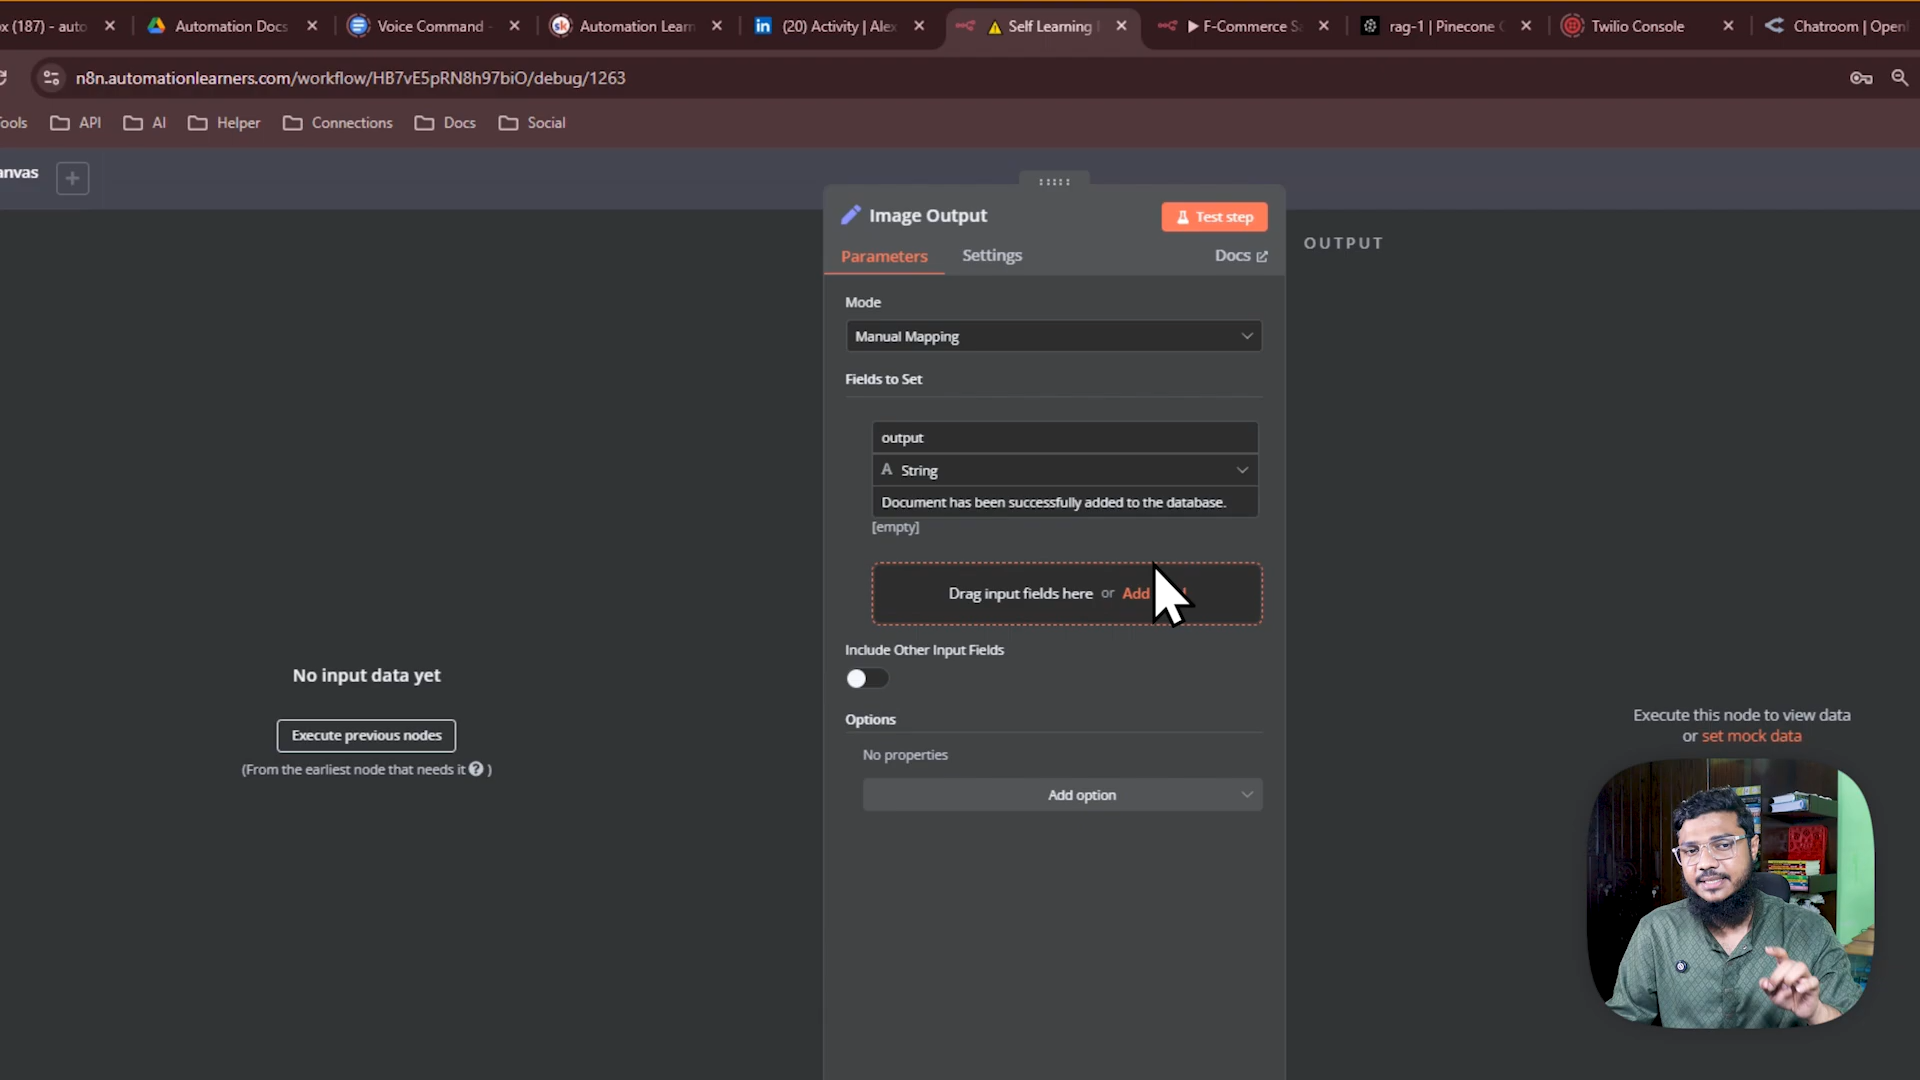 x (187) - auto
Automation Docs
Voice Command -
Automation Learn
(20) Activity | Alex
Self Learning
F-Commerce Sa
rag-1 | Pinecone C
Twilio Console
Chatroom | Open
n8n.automationlearners.com/workflow/HB7vE5pRN8h97biO/debug/1263
ools
API
AI
Helper
Connections
Docs
Social
anvas
Image Output
Test step
OUTPUT
Parameters
Settings
Docs
Mode
Manual Mapping
Fields to Set
output
A String
Document has been successfully added to the database.
[empty]
Drag input fields here or Add
Include Other Input Fields
No input data yet
Execute previous nodes
(From the earliest node that needs it ? )
Options
No properties
Add option
Execute this node to view data
or set mock data